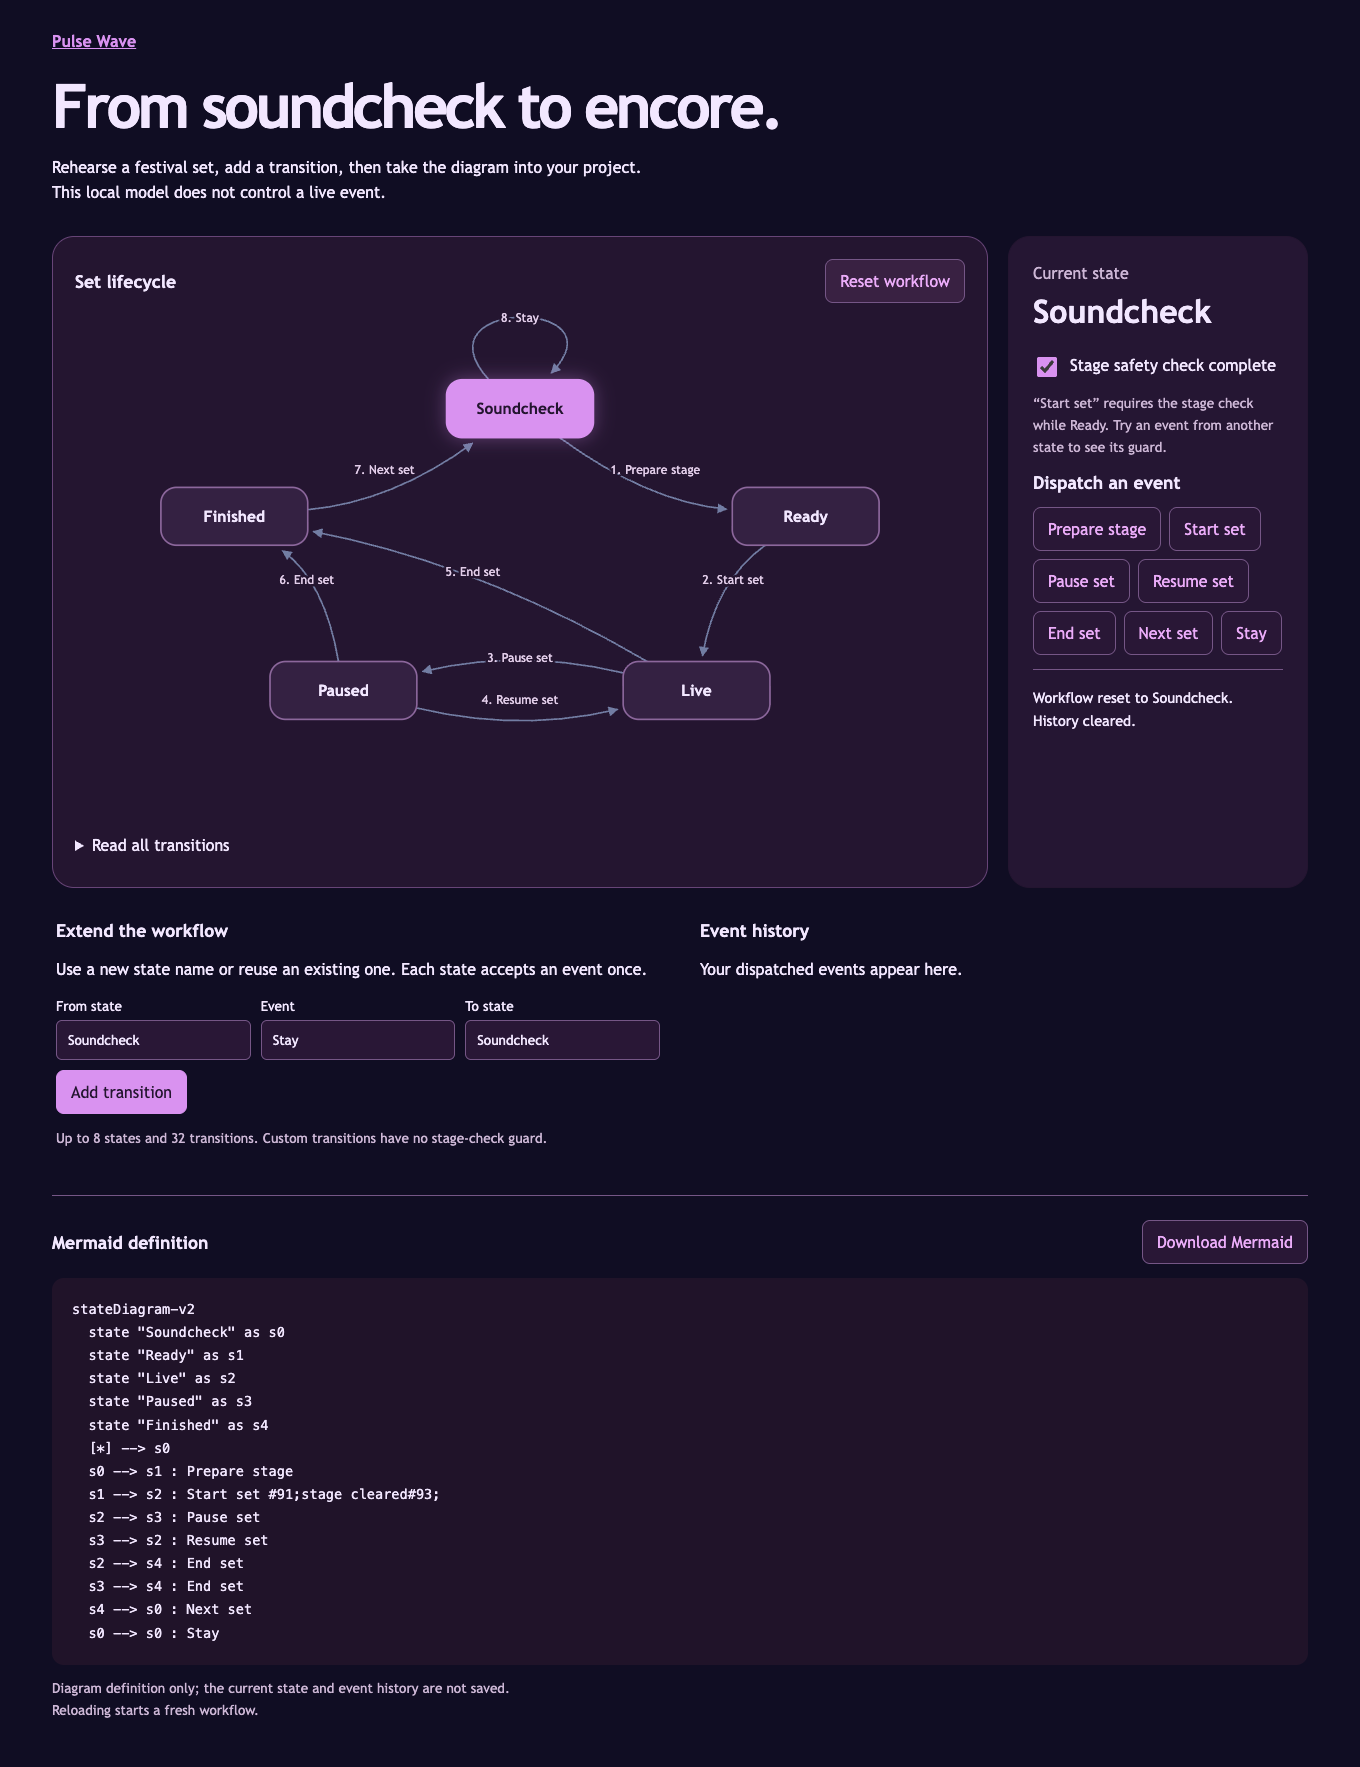 Pulse Wave
From soundcheck to encore.
Rehearse a festival set, add a transition, then take the diagram into your project.
This local model does not control a live event.
Set lifecycle
Reset workflow
8. Stay
Soundcheck
7. Next set
1. Prepare stage
Finished
Ready
6. End set
5. End set
2. Start set
3. Pause set
Paused
4. Resume set
Live
Read all transitions
Current state
Soundcheck
Stage safety check complete
“Start set” requires the stage check
while Ready. Try an event from another
state to see its guard.
Dispatch an event
Prepare stage
Start set
Pause set
Resume set
End set
Next set
Stay
Workflow reset to Soundcheck.
History cleared.
Extend the workflow
Use a new state name or reuse an existing one. Each state accepts an event once.
From state
Event
To state
Soundcheck
Stay
Soundcheck
Add transition
Up to 8 states and 32 transitions. Custom transitions have no stage-check guard.
Event history
Your dispatched events appear here.
Mermaid definition
Download Mermaid
stateDiagram-v2
state "Soundcheck" as s0
state "Ready" as s1
state "Live" as s2
state "Paused" as s3
state "Finished" as s4
[*] --> s0
s0 --> s1 : Prepare stage
s1 --> s2 : Start set #91;stage cleared#93;
s2 --> s3 : Pause set
s3 --> s2 : Resume set
s2 --> s4 : End set
s3 --> s4 : End set
s4 --> s0 : Next set
s0 --> s0 : Stay
Diagram definition only; the current state and event history are not saved.
Reloading starts a fresh workflow.